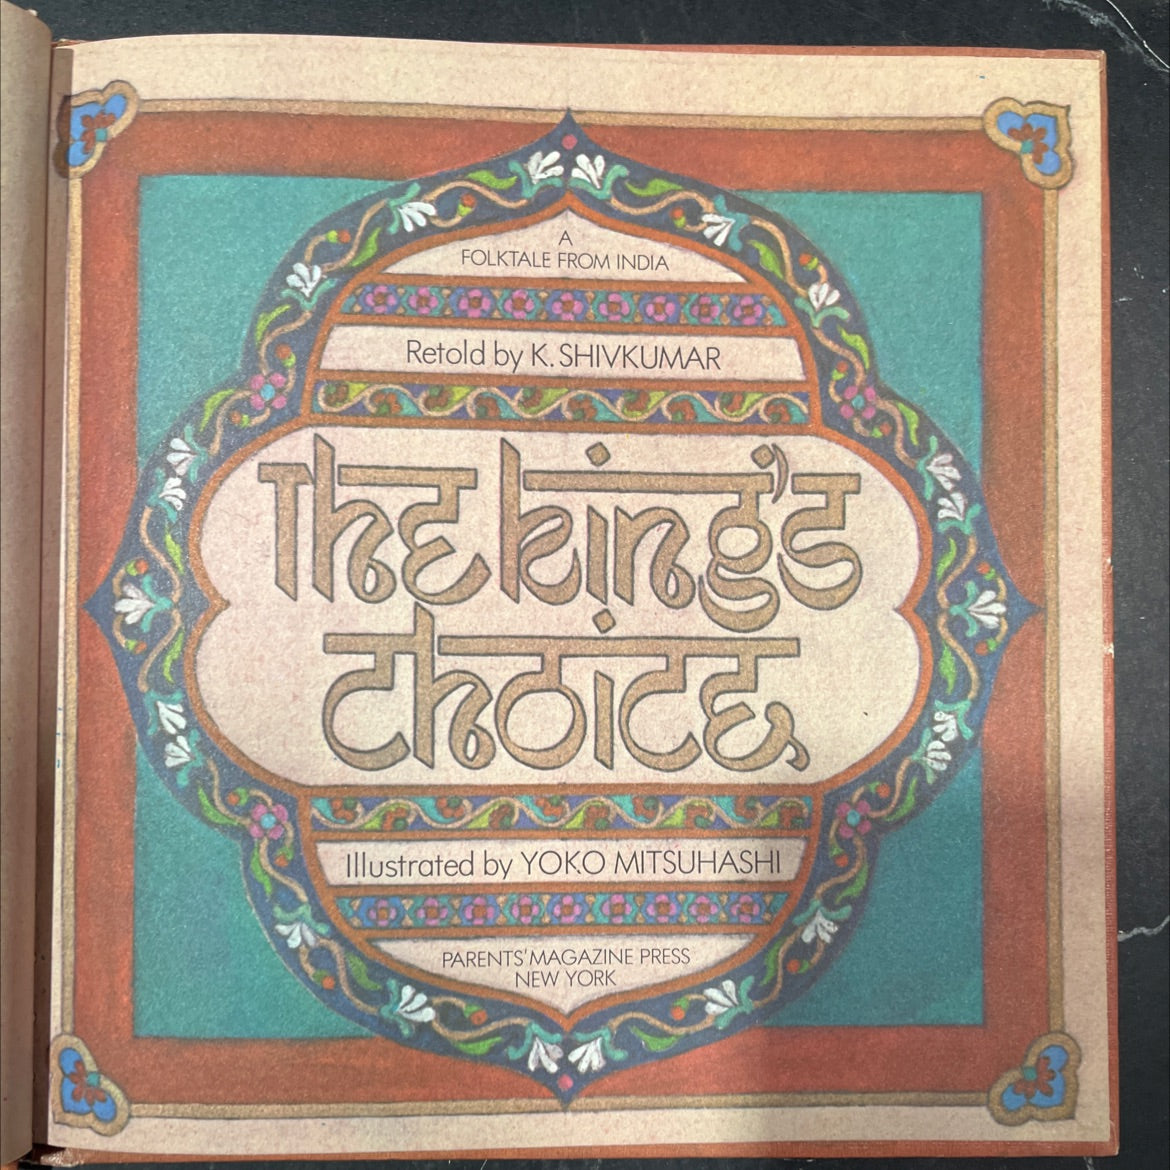 A
FOLKTALE FROM INDIA
Retold by K. SHIVKUMAR
The King's
Choice
Illustrated by YOKO MITSUHASHI
PARENTS' MAGAZINE PRESS
NEW YORK